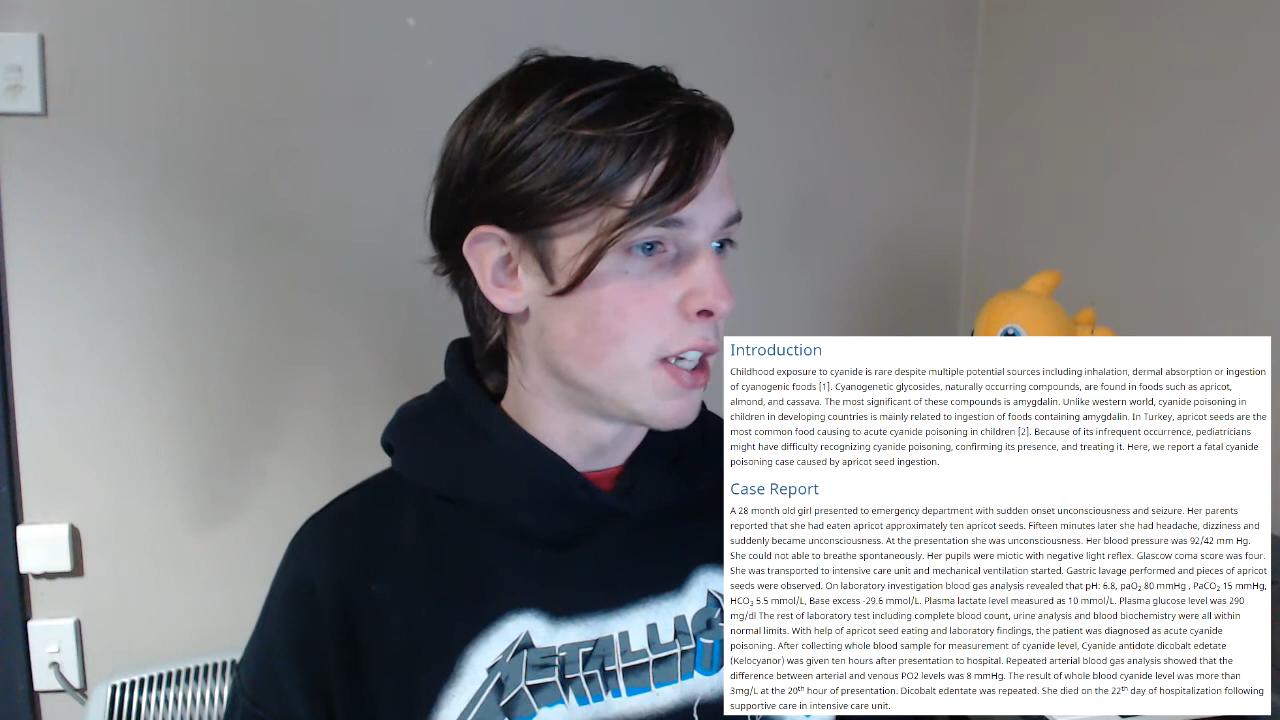 Introduction
Childhood exposure to cyanide is rare despite multiple potential sources including inhalation, dermal absorption or ingestion
of cyanogenic foods [1]. Cyanogenetic glycosides, naturally occurring compounds, are found in foods such as apricot,
almond, and cassava. The most significant of these compounds is amygdalin. Unlike western world, cyanide poisoning in
children in developing countries is mainly related to ingestion of foods containing amygdalin. In Turkey, apricot seeds are the
most common food causing to acute cyanide poisoning in children [2]. Because of its infrequent occurrence, pediatricians
might have difficulty recognizing cyanide poisoning, confirming its presence, and treating it. Here, we report a fatal cyanide
poisoning case caused by apricot seed ingestion.
Case Report
A 28 month old girl presented to emergency department with sudden onset unconsciousness and seizure. Her parents
reported that she had eaten apricot approximately ten apricot seeds. Fifteen minutes later she had headache, dizziness and
suddenly became unconsciousness. At the presentation she was unconsciousness. Her blood pressure was 92/42 mm Hg.
She could not able to breathe spontaneously. Her pupils were miotic with negative light reflex. Glascow coma score was four.
She was transported to intensive care unit and mechanical ventilation started. Gastric lavage performed and pieces of apricot
seeds were observed. On laboratory investigation blood gas analysis revealed that pH: 6.8, paO₂ 80 mmHg , PaCO₂ 15 mmHg,
HCO₃ 5.5 mmol/L, Base excess -29.6 mmol/L. Plasma lactate level measured as 10 mmol/L. Plasma glucose level was 290
mg/dl The rest of laboratory test including complete blood count, urine analysis and blood biochemistry were all within
normal limits. With help of apricot seed eating and laboratory findings, the patient was diagnosed as acute cyanide
poisoning. After collecting whole blood sample for measurement of cyanide level, Cyanide antidote dicobalt edetate
(Kelocyanor) was given ten hours after presentation to hospital. Repeated arterial blood gas analysis showed that the
difference between arterial and venous PO2 levels was 8 mmHg. The result of whole blood cyanide level was more than
3mg/L at the 20ᵗʰ hour of presentation. Dicobalt edentate was repeated. She died on the 22ᵗʰ day of hospitalization following
supportive care in intensive care unit.
METALLIC